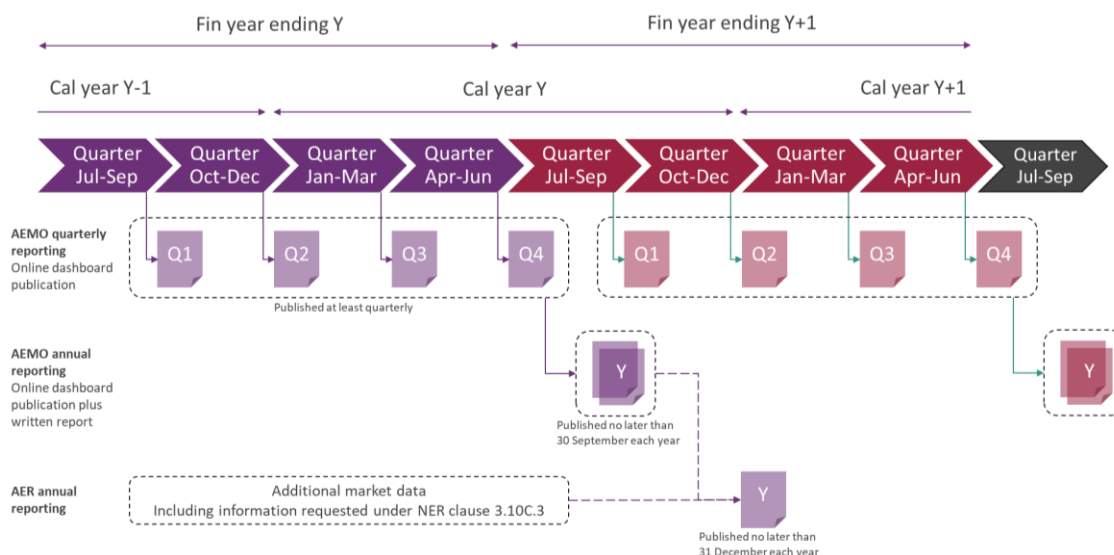 Fin year ending Y
Fin year ending Y+1
Cal year Y-1
Cal year Y
Cal year Y+1
Quarter
Jul-Sep
Quarter
Oct-Dec
Quarter
Jan-Mar
Quarter
Apr-Jun
Quarter
Jul-Sep
Quarter
Oct-Dec
Quarter
Jan-Mar
Quarter
Apr-Jun
Quarter
Jul-Sep
AEMO quarterly
reporting
Online dashboard
publication
Q1
Q2
Q3
Q4
Q1
Q2
Q3
Q4
Published at least quarterly
AEMO annual
reporting
Online dashboard
publication plus
written report
Y
Y
Published no later than
30 September each year
AER annual
reporting
Additional market data
Including information requested under NER clause 3.10C.3
Y
Published no later than
31 December each year